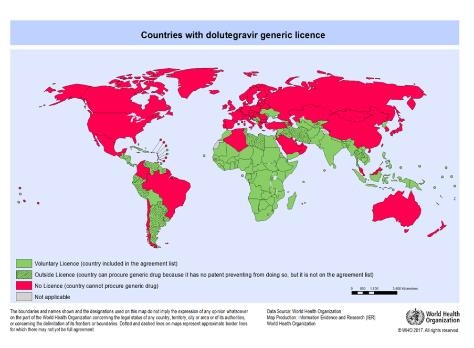 Countries with dolutegravir generic licence
Voluntary Licence (country included in the agreement list)
Outside Licence (country can procure generic drug because it has no patent preventing from doing so, but it is not on the agreement list)
No Licence (country cannot procure generic drug)
Not applicable
The boundaries and names shown and the designations used on this map do not imply the expression of any opinion whatsoever
on the part of the World Health Organization concerning the legal status of any country, territory, city or area or of its authorities,
or concerning the delimitation of its frontiers or boundaries. Dotted and dashed lines on maps represent approximate border lines
for which there may not yet be full agreement.
Data Source: World Health Organization
Map Production: Information Evidence and Research (IER)
World Health Organization
World Health
Organization
© WHO 2017. All rights reserved.